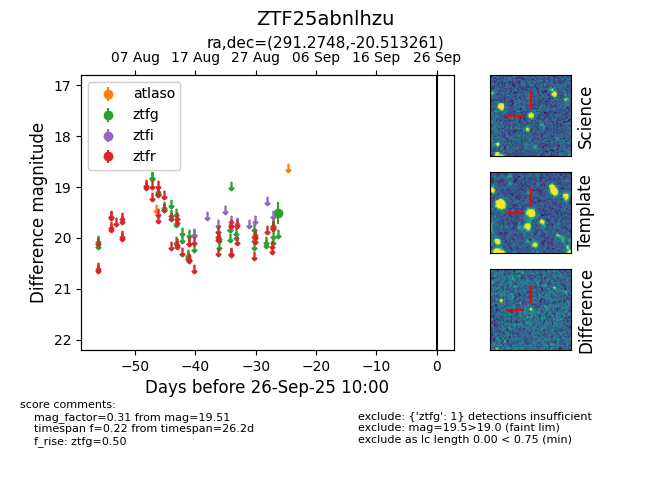 ZTF25abnlhzu
ra,dec=(291.2748,-20.513261)
07 Aug 17 Aug 27 Aug 06 Sep 16 Sep 26 Sep
17
18
19
20
21
22
Difference magnitude
atlaso
ztfg
ztfi
ztfr
−50 −40 −30 −20 −10 0
Days before 26-Sep-25 10:00
Science
Template
Difference
score comments:
mag_factor=0.31 from mag=19.51
timespan f=0.22 from timespan=26.2d
f_rise: ztfg=0.50
exclude: {'ztfg': 1} detections insufficient
exclude: mag=19.5>19.0 (faint lim)
exclude as lc length 0.00 < 0.75 (min)